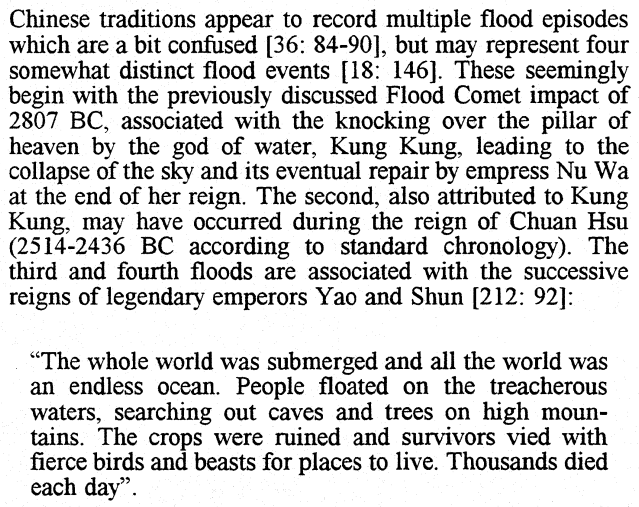 Chinese traditions appear to record multiple flood episodes
which are a bit confused [36: 84-90], but may represent four
somewhat distinct flood events [18: 146]. These seemingly
begin with the previously discussed Flood Comet impact of
2807 BC, associated with the knocking over the pillar of
heaven by the god of water, Kung Kung, leading to the
collapse of the sky and its eventual repair by empress Nu Wa
at the end of her reign. The second, also attributed to Kung
Kung, may have occurred during the reign of Chuan Hsu
(2514-2436 BC according to standard chronology). The
third and fourth floods are associated with the successive
reigns of legendary emperors Yao and Shun [212: 92]:
“The whole world was submerged and all the world was
an endless ocean. People floated on the treacherous
waters, searching out caves and trees on high moun-
tains. The crops were ruined and survivors vied with
fierce birds and beasts for places to live. Thousands died
each day”.